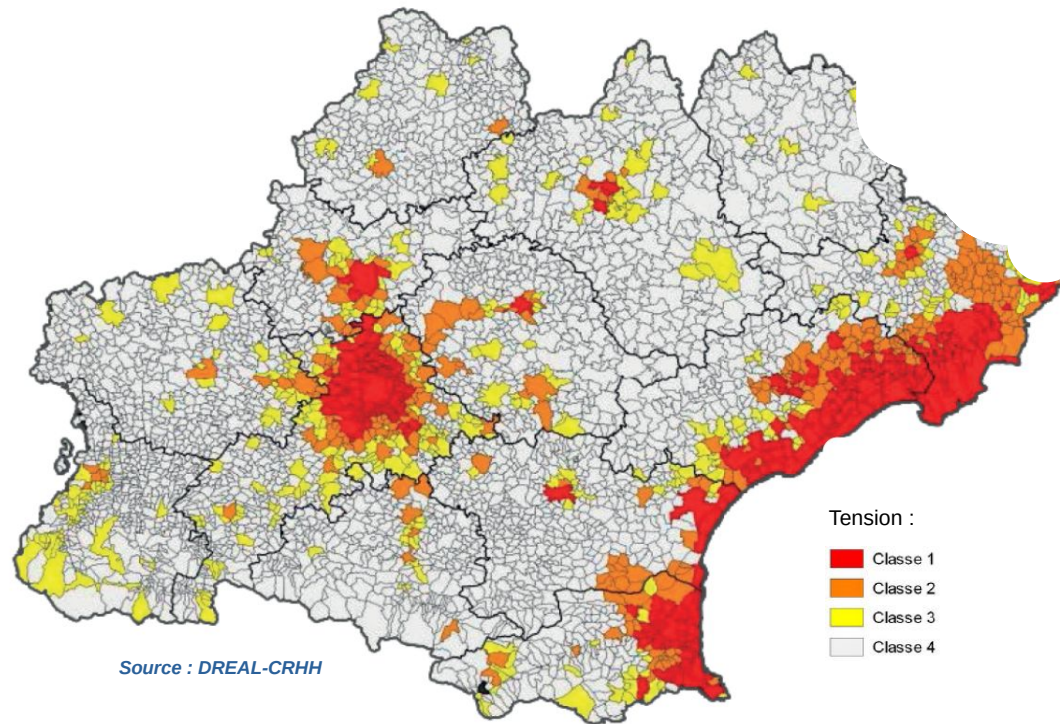 Tension :
Classe 1
Classe 2
Classe 3
Classe 4
Source : DREAL-CRHH